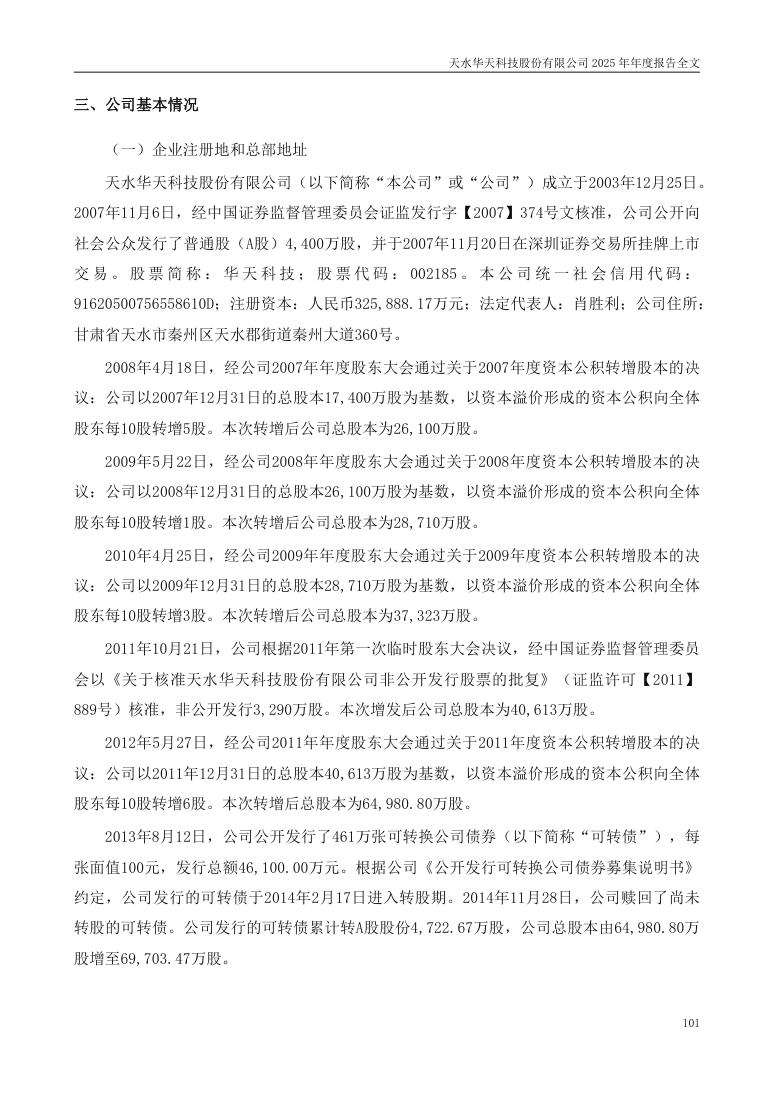 天水华天科技股份有限公司 2025 年年度报告全文
三、公司基本情况
（一）企业注册地和总部地址
天水华天科技股份有限公司（以下简称“本公司”或“公司”）成立于2003年12月25日。
2007年11月6日，经中国证券监督管理委员会证监发行字【2007】374号文核准，公司公开向
社会公众发行了普通股（A股）4,400万股，并于2007年11月20日在深圳证券交易所挂牌上市
交易。股票简称：华天科技；股票代码：002185。本公司统一社会信用代码：
91620500756558610D；注册资本：人民币325,888.17万元；法定代表人：肖胜利；公司住所：
甘肃省天水市秦州区天水郡街道秦州大道360号。
2008年4月18日，经公司2007年年度股东大会通过关于2007年度资本公积转增股本的决
议：公司以2007年12月31日的总股本17,400万股为基数，以资本溢价形成的资本公积向全体
股东每10股转增5股。本次转增后公司总股本为26,100万股。
2009年5月22日，经公司2008年年度股东大会通过关于2008年度资本公积转增股本的决
议：公司以2008年12月31日的总股本26,100万股为基数，以资本溢价形成的资本公积向全体
股东每10股转增1股。本次转增后公司总股本为28,710万股。
2010年4月25日，经公司2009年年度股东大会通过关于2009年度资本公积转增股本的决
议：公司以2009年12月31日的总股本28,710万股为基数，以资本溢价形成的资本公积向全体
股东每10股转增3股。本次转增后公司总股本为37,323万股。
2011年10月21日，公司根据2011年第一次临时股东大会决议，经中国证券监督管理委员
会以《关于核准天水华天科技股份有限公司非公开发行股票的批复》（证监许可【2011】
889号）核准，非公开发行3,290万股。本次增发后公司总股本为40,613万股。
2012年5月27日，经公司2011年年度股东大会通过关于2011年度资本公积转增股本的决
议：公司以2011年12月31日的总股本40,613万股为基数，以资本溢价形成的资本公积向全体
股东每10股转增6股。本次转增后总股本为64,980.80万股。
2013年8月12日，公司公开发行了461万张可转换公司债券（以下简称“可转债”），每
张面值100元，发行总额46,100.00万元。根据公司《公开发行可转换公司债券募集说明书》
约定，公司发行的可转债于2014年2月17日进入转股期。2014年11月28日，公司赎回了尚未
转股的可转债。公司发行的可转债累计转A股股份4,722.67万股，公司总股本由64,980.80万
股增至69,703.47万股。
101